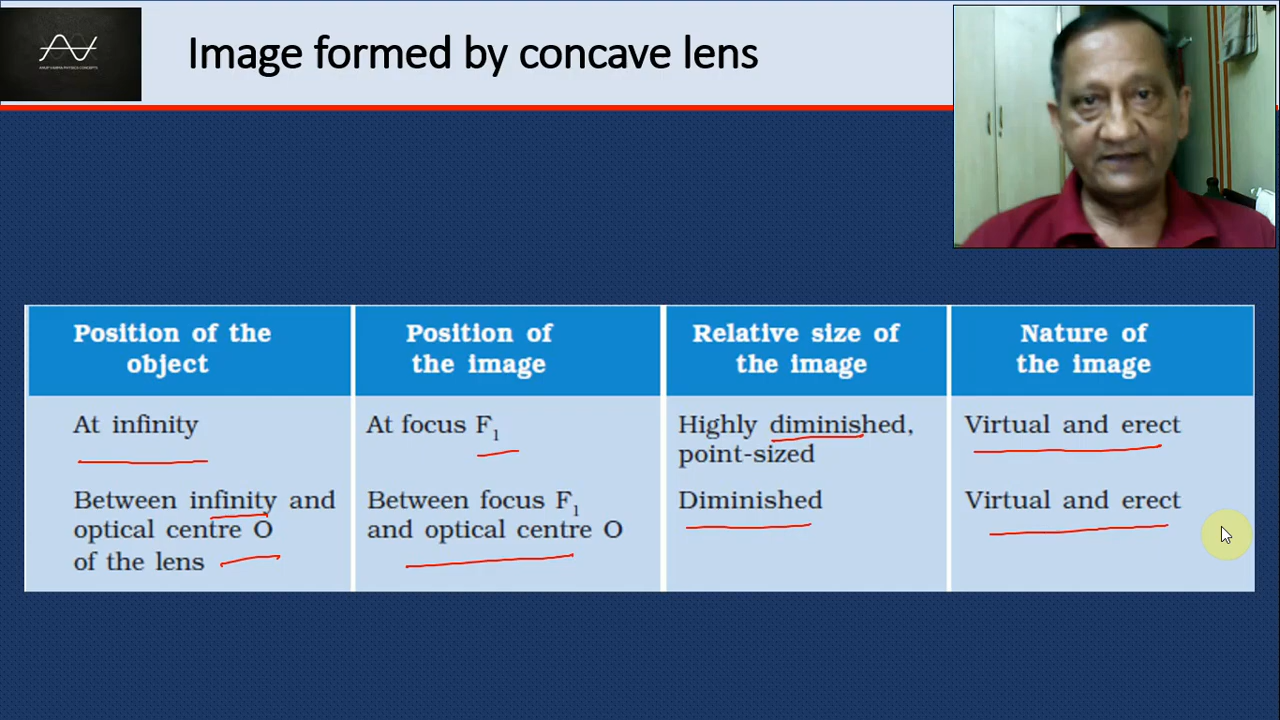 Image formed by concave lens
Position of the
object
Position of
the image
Relative size of
the image
Nature of
the image
At infinity
At focus F1
Highly diminished,
point-sized
Virtual and erect
Between infinity and
optical centre O
of the lens
Between focus F1
and optical centre O
Diminished
Virtual and erect